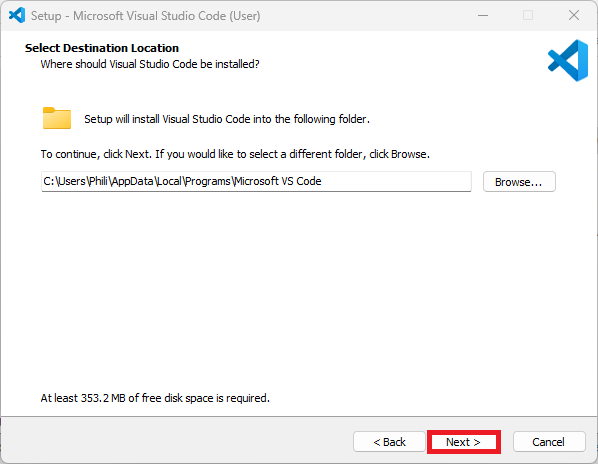 Setup - Microsoft Visual Studio Code (User)
Select Destination Location
Where should Visual Studio Code be installed?
Setup will install Visual Studio Code into the following folder.
To continue, click Next. If you would like to select a different folder, click Browse.
C:\Users\Phili\AppData\Local\Programs\Microsoft VS Code
Browse...
At least 353.2 MB of free disk space is required.
< Back
Next >
Cancel